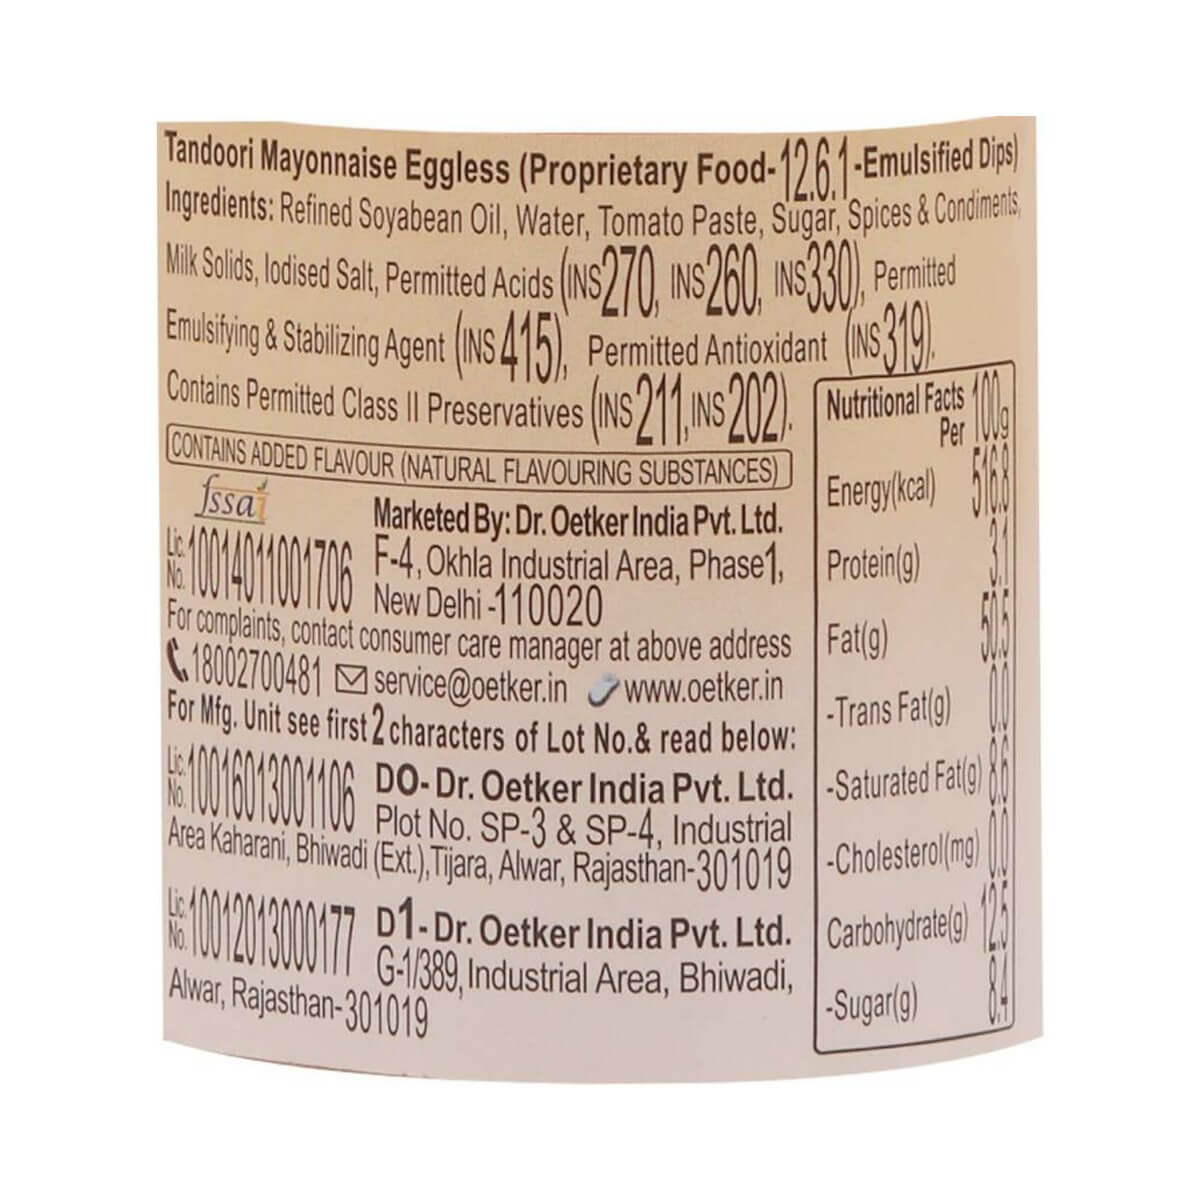 Tandoori Mayonnaise Eggless (Proprietary Food-12.6.1-Emulsified Dips)
Ingredients: Refined Soyabean Oil, Water, Tomato Paste, Sugar, Spices & Condiments,
Milk Solids, Iodised Salt, Permitted Acids (INS270, INS260, INS330), Permitted
Emulsifying & Stabilizing Agent (INS415), Permitted Antioxidant (INS319).
Contains Permitted Class II Preservatives (INS211,INS202).
CONTAINS ADDED FLAVOUR (NATURAL FLAVOURING SUBSTANCES)
fssai
Lic. No. 10014011001706
Marketed By: Dr. Oetker India Pvt. Ltd.
F-4, Okhla Industrial Area, Phase1,
New Delhi -110020
For complaints, contact consumer care manager at above address
18002700481 service@oetker.in www.oetker.in
For Mfg. Unit see first 2 characters of Lot No.& read below:
Lic. No. 10016013001106
DO- Dr. Oetker India Pvt. Ltd.
Plot No. SP-3 & SP-4, Industrial
Area Kaharani, Bhiwadi (Ext.),Tijara, Alwar, Rajasthan-301019
Lic. No. 10012013000177
D1- Dr. Oetker India Pvt. Ltd.
G-1/389, Industrial Area, Bhiwadi,
Alwar, Rajasthan-301019
Nutritional Facts
Per 100g
Energy(kcal) 516.8
Protein(g) 3.1
Fat(g) 50.5
-Trans Fat(g) 0.0
-Saturated Fat(g) 8.6
-Cholesterol(mg) 0.0
Carbohydrate(g) 12.5
-Sugar(g) 8.4